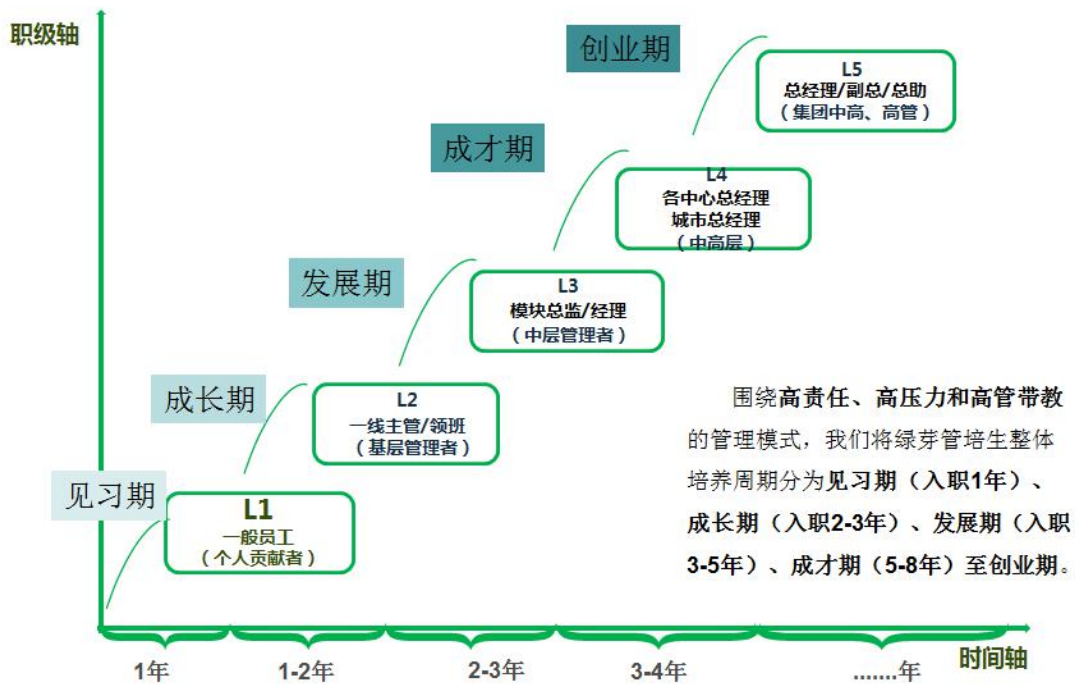 职级轴
创业期
L5
总经理/副总/总助
（集团中高、高管）
成才期
L4
各中心总经理
城市总经理
（中高层）
发展期
L3
模块总监/经理
（中层管理者）
成长期
L2
一线主管/领班
（基层管理者）
见习期
L1
一般员工
（个人贡献者）
围绕高责任、高压力和高管带教
的管理模式，我们将绿芽管培生整体
培养周期分为见习期（入职1年）、
成长期（入职2-3年）、发展期（入职
3-5年）、成才期（5-8年）至创业期。
1年
1-2年
2-3年
3-4年
.......年
时间轴